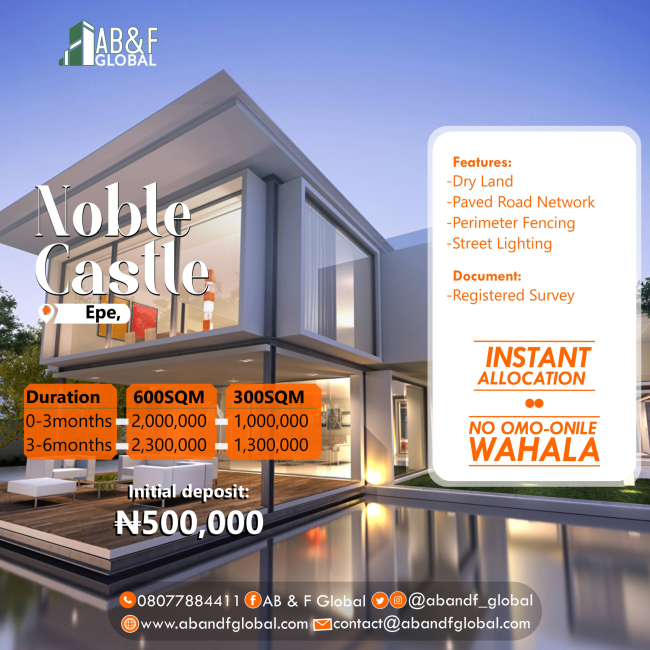 AB&F
GLOBAL
Noble
Castle
Epe,
Features:
-Dry Land
-Paved Road Network
-Perimeter Fencing
-Street Lighting
Document:
-Registered Survey
INSTANT
ALLOCATION
NO OMO-ONILE
WAHALA
Duration 600SQM 300SQM
0-3months 2,000,000 1,000,000
3-6months 2,300,000 1,300,000
Initial deposit:
₦500,000
08077884411 AB & F Global @abandf_global
www.abandfglobal.com contact@abandfglobal.com